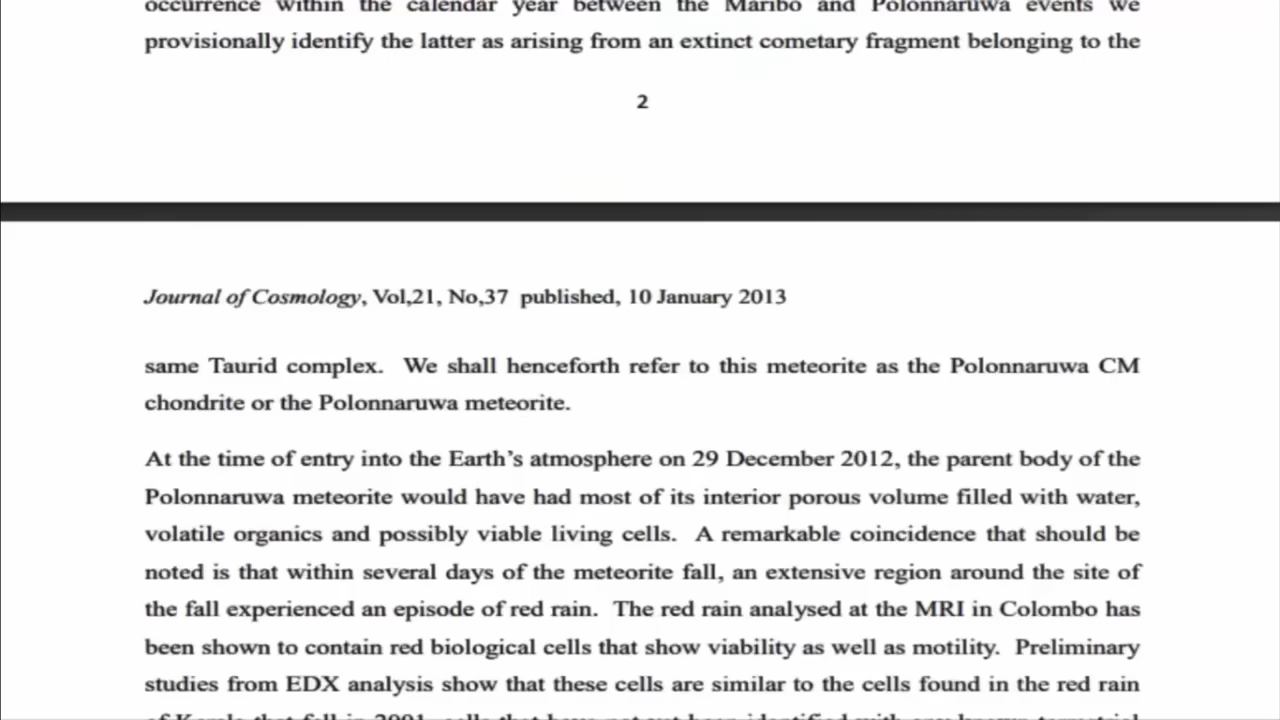 occurrence within the calendar year between the Maribo and Polonnaruwa events we
provisionally identify the latter as arising from an extinct cometary fragment belonging to the
2
Journal of Cosmology, Vol,21, No,37 published, 10 January 2013
same Taurid complex. We shall henceforth refer to this meteorite as the Polonnaruwa CM
chondrite or the Polonnaruwa meteorite.
At the time of entry into the Earth's atmosphere on 29 December 2012, the parent body of the
Polonnaruwa meteorite would have had most of its interior porous volume filled with water,
volatile organics and possibly viable living cells. A remarkable coincidence that should be
noted is that within several days of the meteorite fall, an extensive region around the site of
the fall experienced an episode of red rain. The red rain analysed at the MRI in Colombo has
been shown to contain red biological cells that show viability as well as motility. Preliminary
studies from EDX analysis show that these cells are similar to the cells found in the red rain